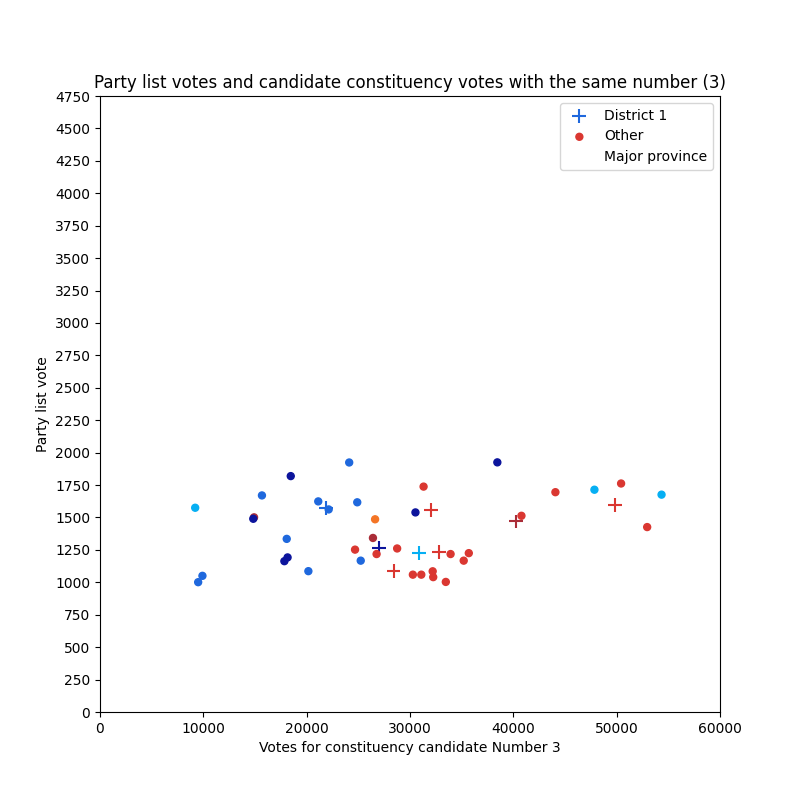 Party list votes and candidate constituency votes with the same number (3)
District 1
Other
Major province
4750
4500
4250
4000
3750
3500
3250
3000
2750
2500
2250
2000
1750
1500
1250
1000
750
500
250
0
Party list vote
0 10000 20000 30000 40000 50000 60000
Votes for constituency candidate Number 3